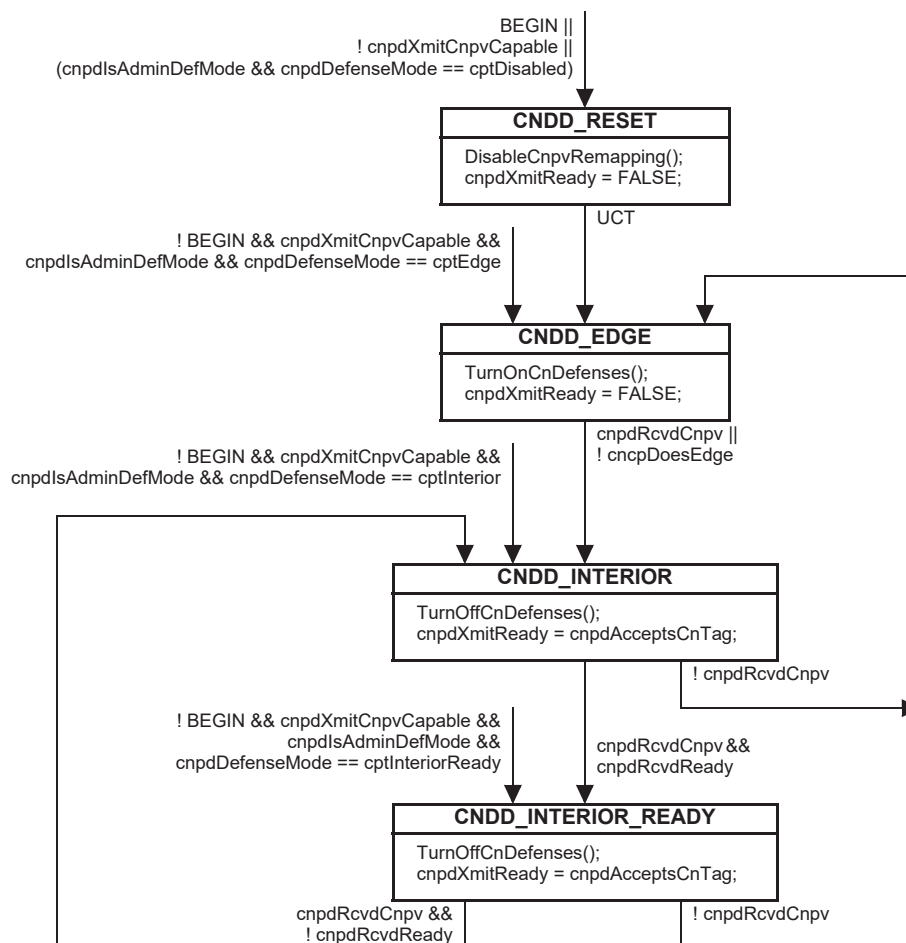 BEGIN ||
! cnpdXmitCnpvCapable ||
(cnpdIsAdminDefMode && cnpdDefenseMode == cptDisabled)
CNDD_RESET
DisableCnpvRemapping();
cnpdXmitReady = FALSE;
UCT
! BEGIN && cnpdXmitCnpvCapable &&
cnpdIsAdminDefMode && cnpdDefenseMode == cptEdge
CNDD_EDGE
TurnOnCnDefenses();
cnpdXmitReady = FALSE;
cnpdRcvdCnpv ||
! cncpDoesEdge
! BEGIN && cnpdXmitCnpvCapable &&
cnpdIsAdminDefMode && cnpdDefenseMode == cptInterior
CNDD_INTERIOR
TurnOffCnDefenses();
cnpdXmitReady = cnpdAcceptsCnTag;
! cnpdRcvdCnpv
! BEGIN && cnpdXmitCnpvCapable &&
cnpdIsAdminDefMode &&
cnpdDefenseMode == cptInteriorReady
cnpdRcvdCnpv &&
cnpdRcvdReady
CNDD_INTERIOR_READY
TurnOffCnDefenses();
cnpdXmitReady = cnpdAcceptsCnTag;
cnpdRcvdCnpv &&
! cnpdRcvdReady
! cnpdRcvdCnpv